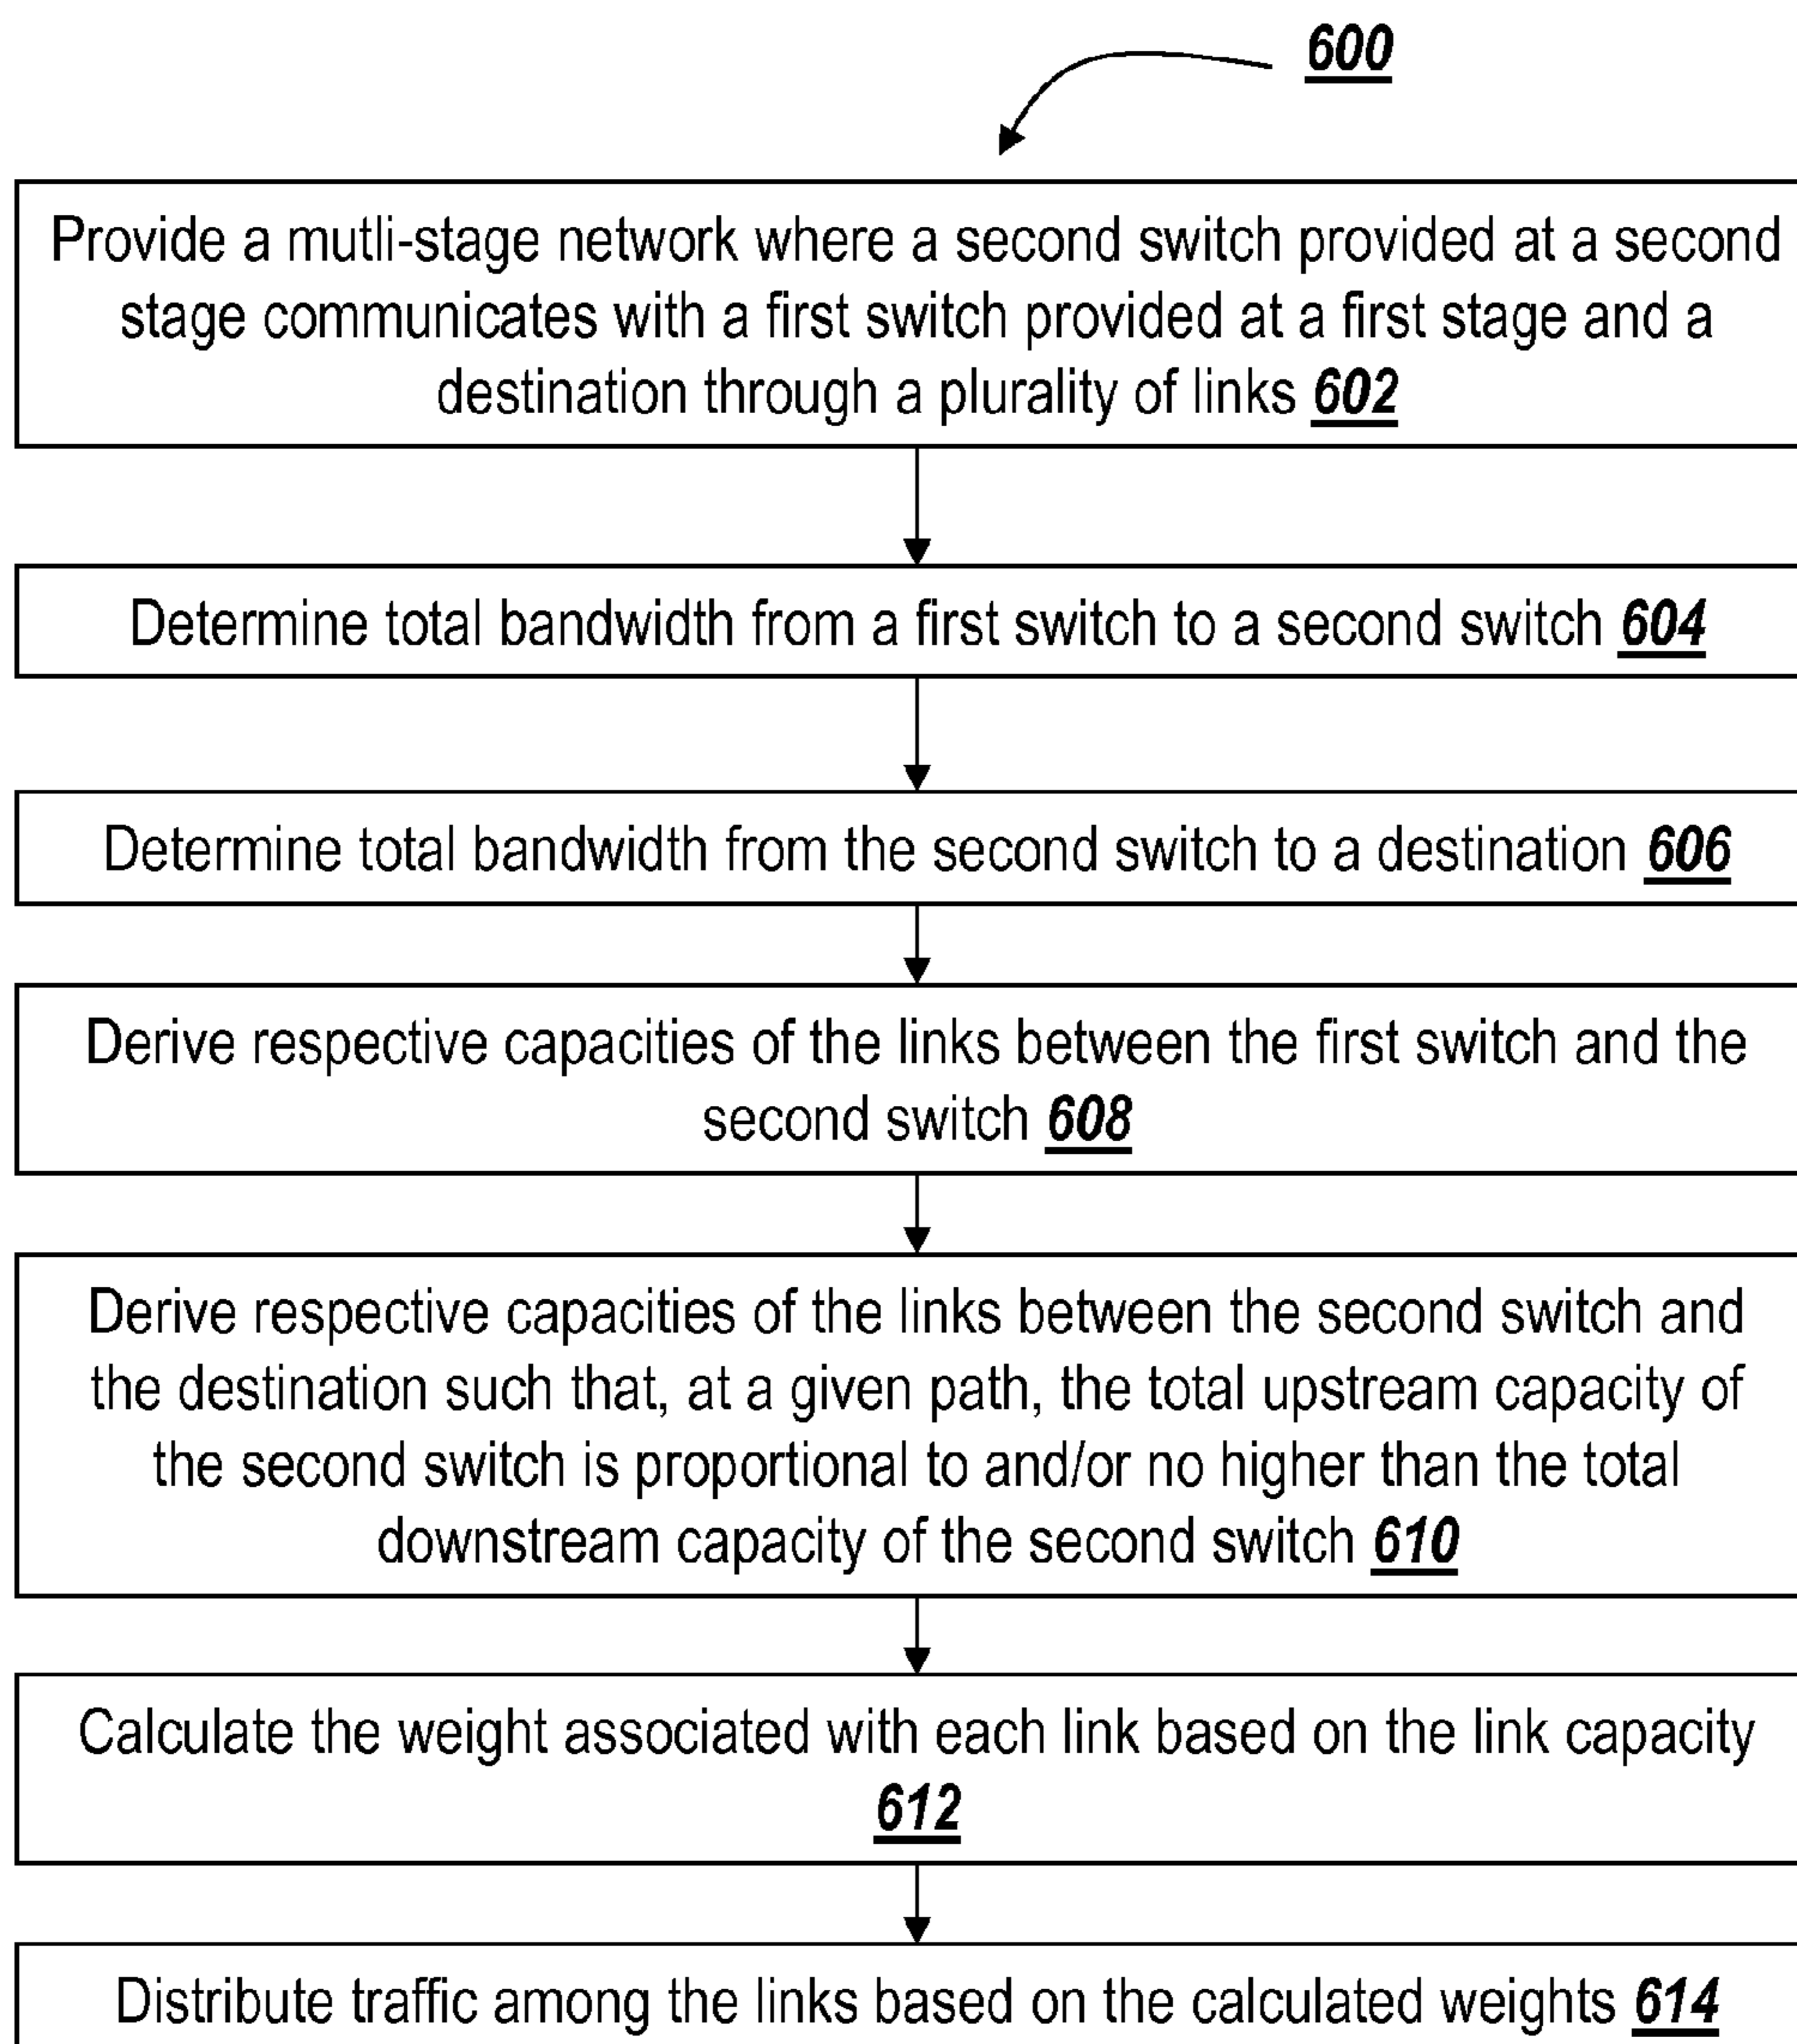 600
Provide a mutli-stage network where a second switch provided at a second
stage communicates with a first switch provided at a first stage and a
destination through a plurality of links 602
Determine total bandwidth from a first switch to a second switch 604
Determine total bandwidth from the second switch to a destination 606
Derive respective capacities of the links between the first switch and the
second switch 608
Derive respective capacities of the links between the second switch and
the destination such that, at a given path, the total upstream capacity of
the second switch is proportional to and/or no higher than the total
downstream capacity of the second switch 610
Calculate the weight associated with each link based on the link capacity
612
Distribute traffic among the links based on the calculated weights 614